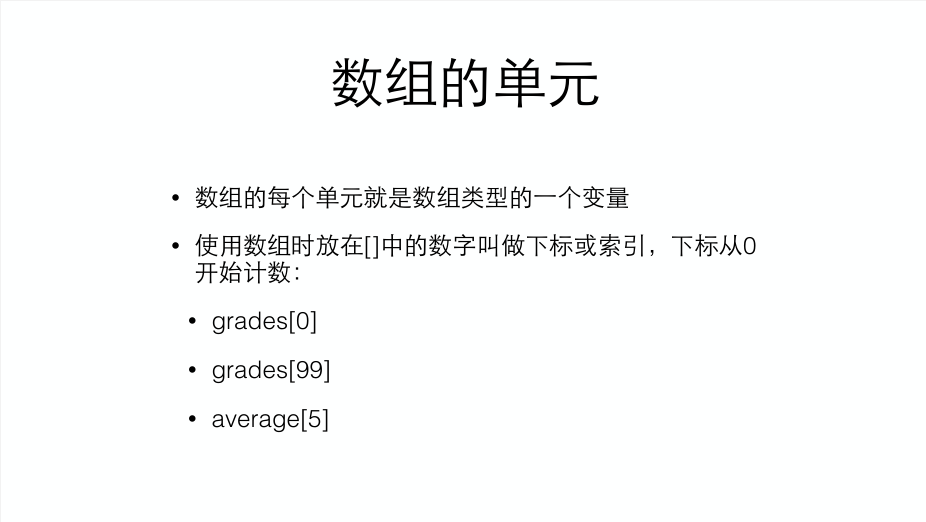 数组的单元
• 数组的每个单元就是数组类型的一个变量
• 使用数组时放在[]中的数字叫做下标或索引，下标从0
开始计数：
• grades[0]
• grades[99]
• average[5]